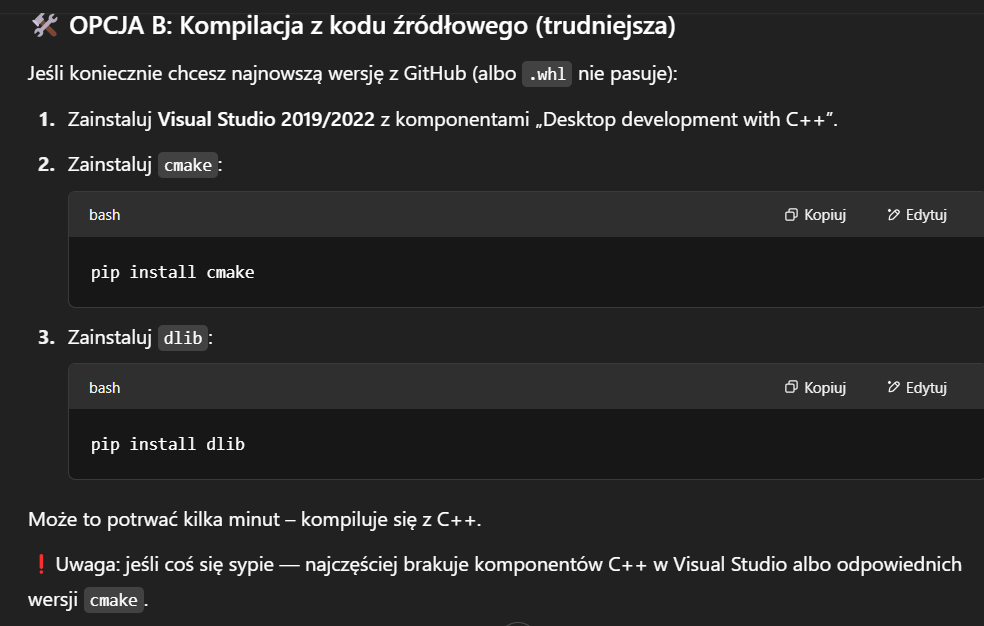 🛠️ OPCJA B: Kompilacja z kodu źródłowego (trudniejsza)
Jeśli koniecznie chcesz najnowszą wersję z GitHub (albo .whl nie pasuje):
1. Zainstaluj Visual Studio 2019/2022 z komponentami „Desktop development with C++”.
2. Zainstaluj cmake:
bash Kopiuj Edytuj
pip install cmake
3. Zainstaluj dlib:
bash Kopiuj Edytuj
pip install dlib
Może to potrwać kilka minut – kompiluje się z C++.
❗ Uwaga: jeśli coś się sypie — najczęściej brakuje komponentów C++ w Visual Studio albo odpowiednich
wersji cmake.